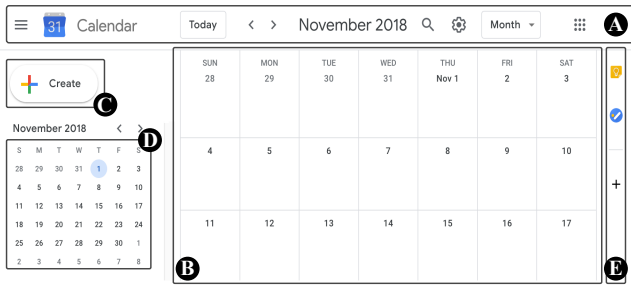 31 Calendar Today < > November 2018 Month A
Create C
November 2018 < > D
S M T W T F S
28 29 30 31 1 2 3
4 5 6 7 8 9 10
11 12 13 14 15 16 17
18 19 20 21 22 23 24
25 26 27 28 29 30 1
2 3 4 5 6 7 8
SUN MON TUE WED THU FRI SAT
28 29 30 31 Nov 1 2 3
4 5 6 7 8 9 10
11 12 13 14 15 16 17
B
+
E